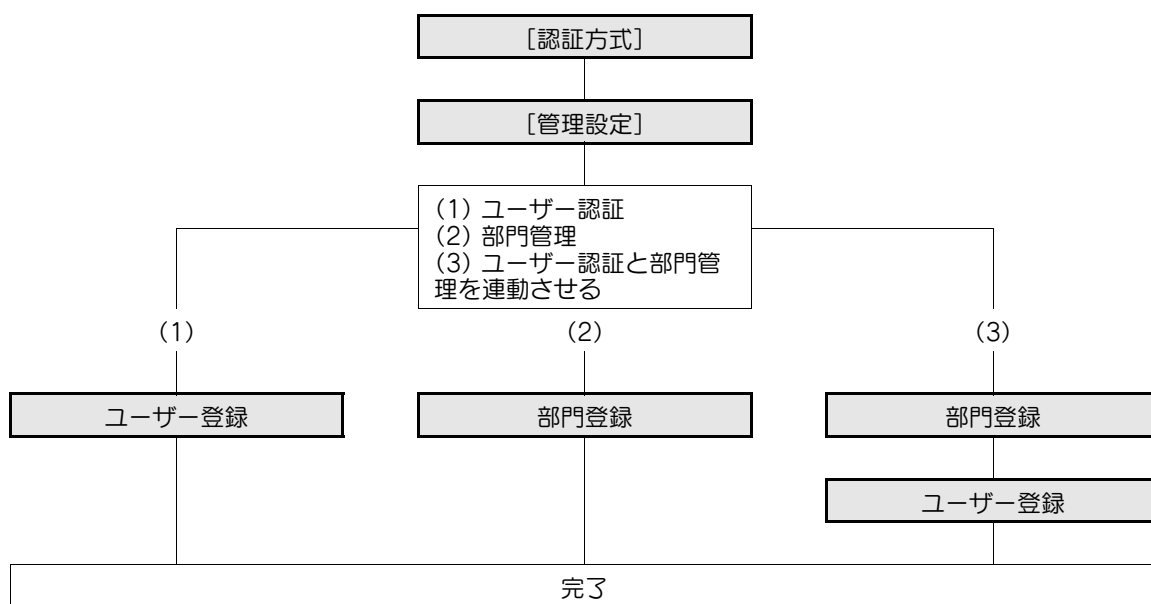 [認証方式]
[管理設定]
(1) ユーザー認証
(2) 部門管理
(3) ユーザー認証と部門管
理を連動させる
(1)
(2)
(3)
ユーザー登録
部門登録
部門登録
ユーザー登録
完了